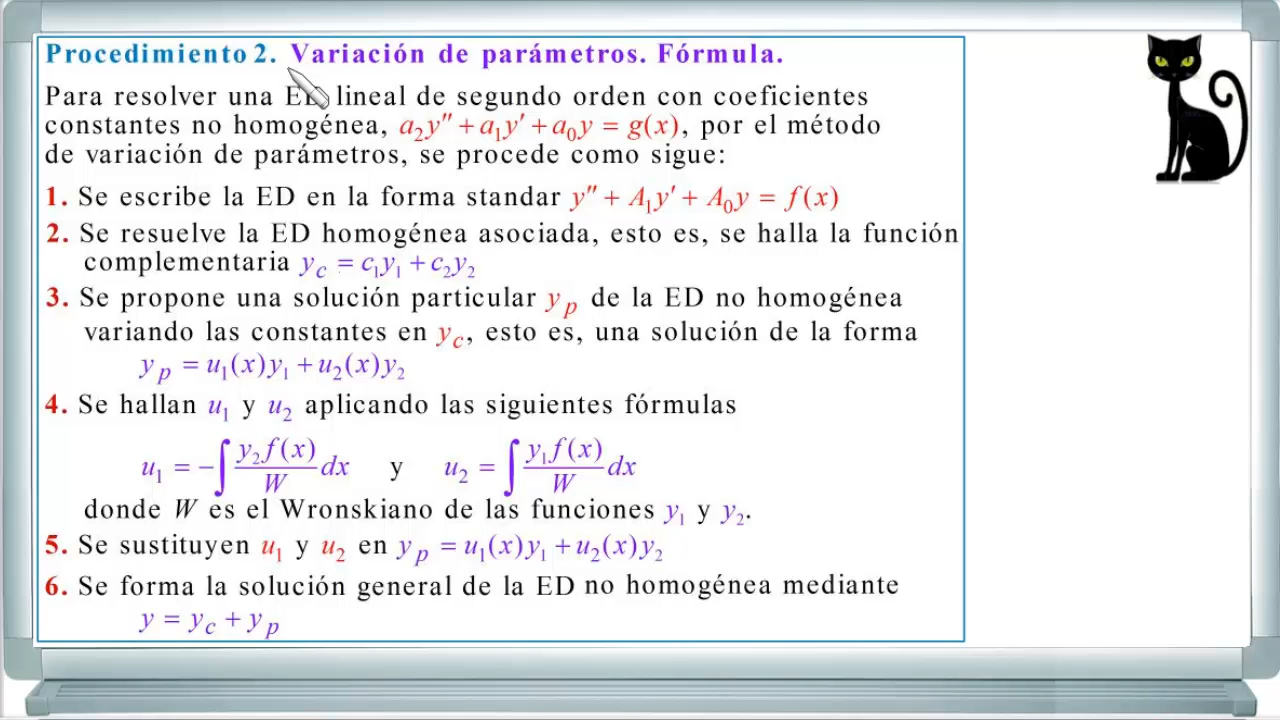 Procedimiento 2. Variación de parámetros. Fórmula.
Para resolver una lineal de segundo orden con coeficientes
constantes no homogénea, a₂y″ + a₁y′ + a₀y = g(x), por el método
de variación de parámetros, se procede como sigue:
1. Se escribe la ED en la forma standar y″ + A₁y′ + A₀y = f(x)
2. Se resuelve la ED homogénea asociada, esto es, se halla la función
complementaria y_c = c₁y₁ + c₂y₂
3. Se propone una solución particular y_p de la ED no homogénea
variando las constantes en y_c, esto es, una solución de la forma
y_p = u₁(x)y₁ + u₂(x)y₂
4. Se hallan u₁ y u₂ aplicando las siguientes fórmulas
u₁ = −∫ y₂f(x)/W dx y u₂ = ∫ y₁f(x)/W dx
donde W es el Wronskiano de las funciones y₁ y y₂.
5. Se sustituyen u₁ y u₂ en y_p = u₁(x)y₁ + u₂(x)y₂
6. Se forma la solución general de la ED no homogénea mediante
y = y_c + y_p